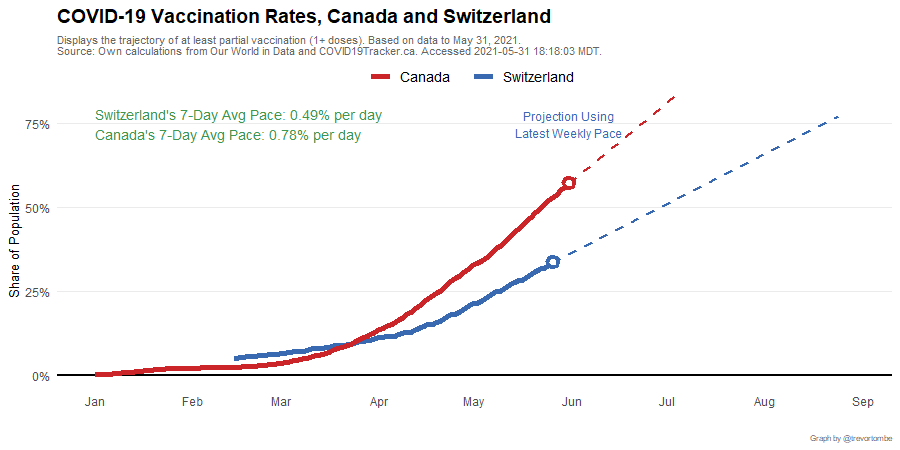 COVID-19 Vaccination Rates, Canada and Switzerland
Displays the trajectory of at least partial vaccination (1+ doses). Based on data to May 31, 2021.
Source: Own calculations from Our World in Data and COVID19Tracker.ca. Accessed 2021-05-31 18:18:03 MDT.
Canada
Switzerland
Switzerland's 7-Day Avg Pace: 0.49% per day
Canada's 7-Day Avg Pace: 0.78% per day
Projection Using
Latest Weekly Pace
Share of Population
75%
50%
25%
0%
Jan Feb Mar Apr May Jun Jul Aug Sep
Graph by @trevortombe